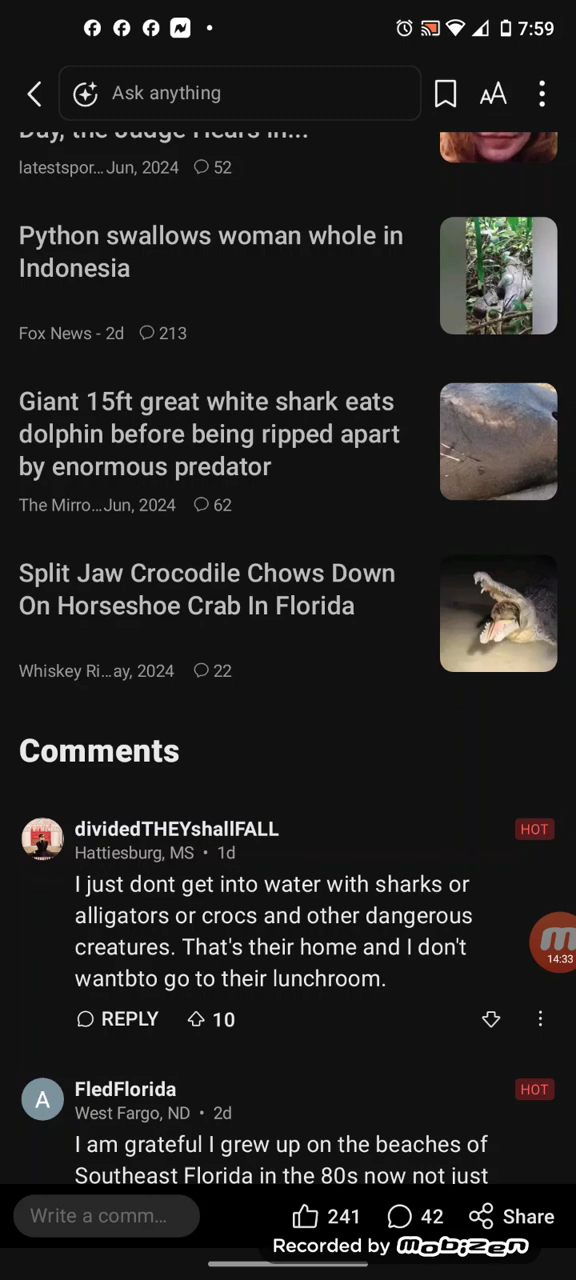 7:59
Ask anything
Day, the Judge Hears in...
latestspor... Jun, 2024 52
Python swallows woman whole in
Indonesia
Fox News - 2d 213
Giant 15ft great white shark eats
dolphin before being ripped apart
by enormous predator
The Mirro... Jun, 2024 62
Split Jaw Crocodile Chows Down
On Horseshoe Crab In Florida
Whiskey Ri...ay, 2024 22
Comments
dividedTHEYshallFALL HOT
Hattiesburg, MS • 1d
I just dont get into water with sharks or
alligators or crocs and other dangerous
creatures. That's their home and I don't
wantbto go to their lunchroom.
14:33
REPLY 10
A FledFlorida HOT
West Fargo, ND • 2d
I am grateful I grew up on the beaches of
Southeast Florida in the 80s now not just
Write a comm... 241 42 Share
Recorded by mobizen